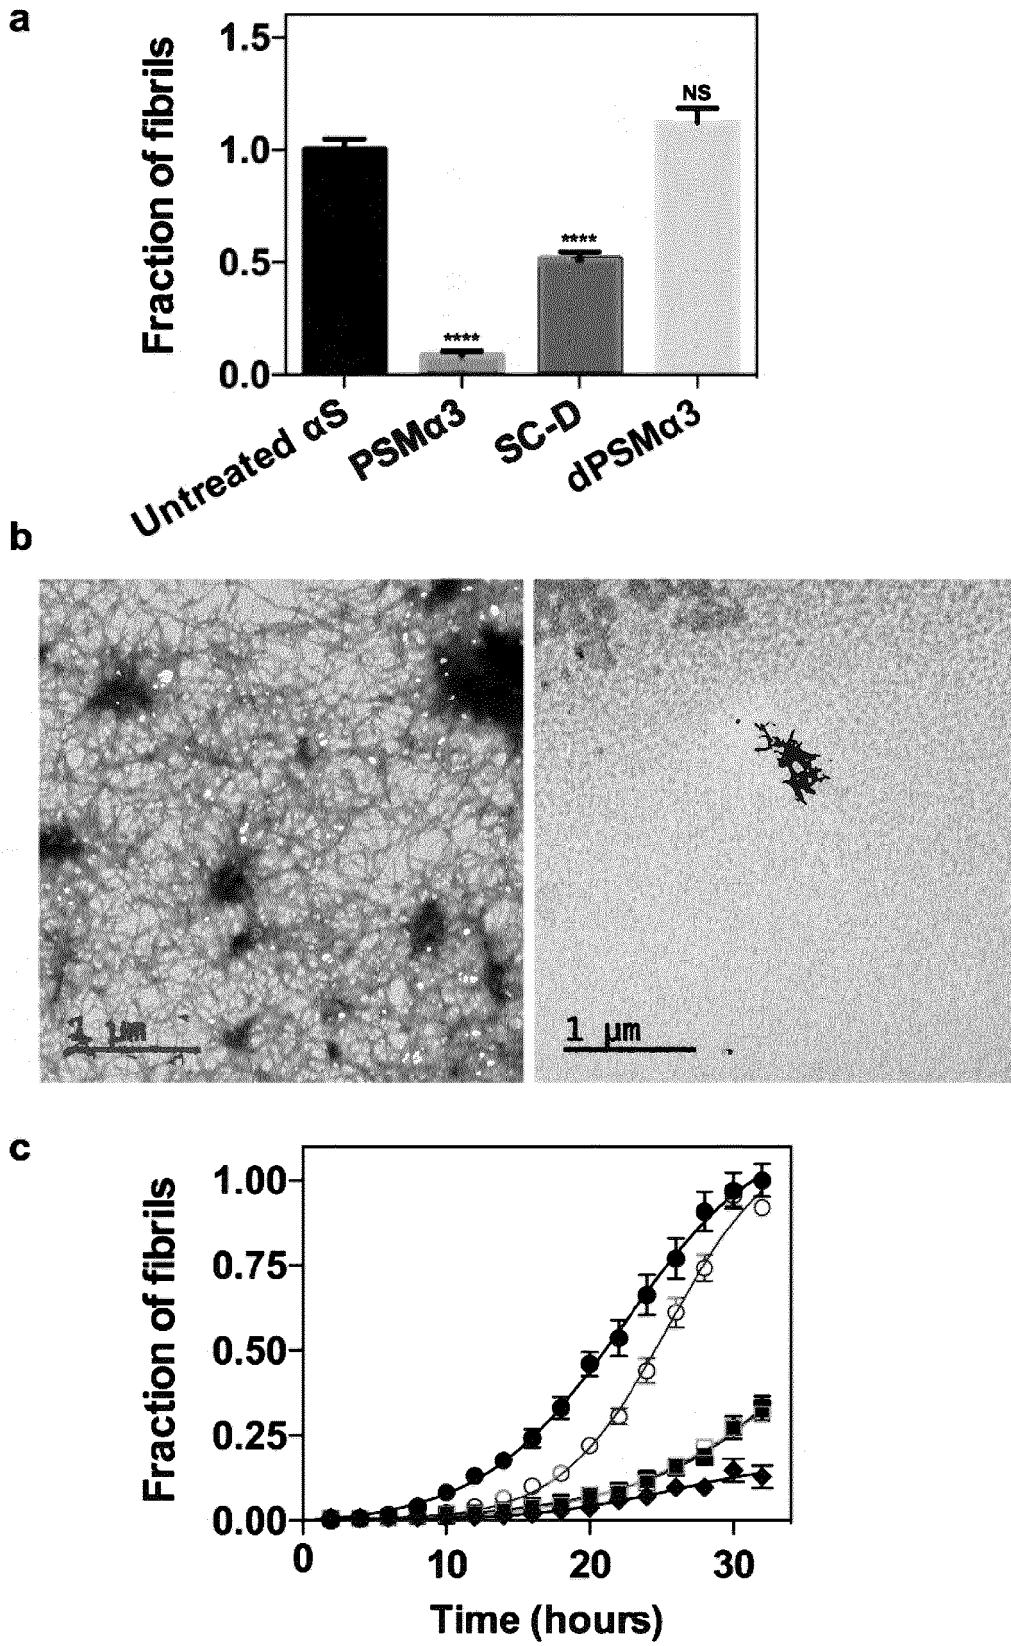 a
Fraction of fibrils
1.5
1.0
0.5
0.0
NS
****
****
Untreated αS
PSMα3
SC-D
dPSMα3
b
1 µm
1 µm
c
Fraction of fibrils
1.00
0.75
0.50
0.25
0.00
0
10
20
30
Time (hours)